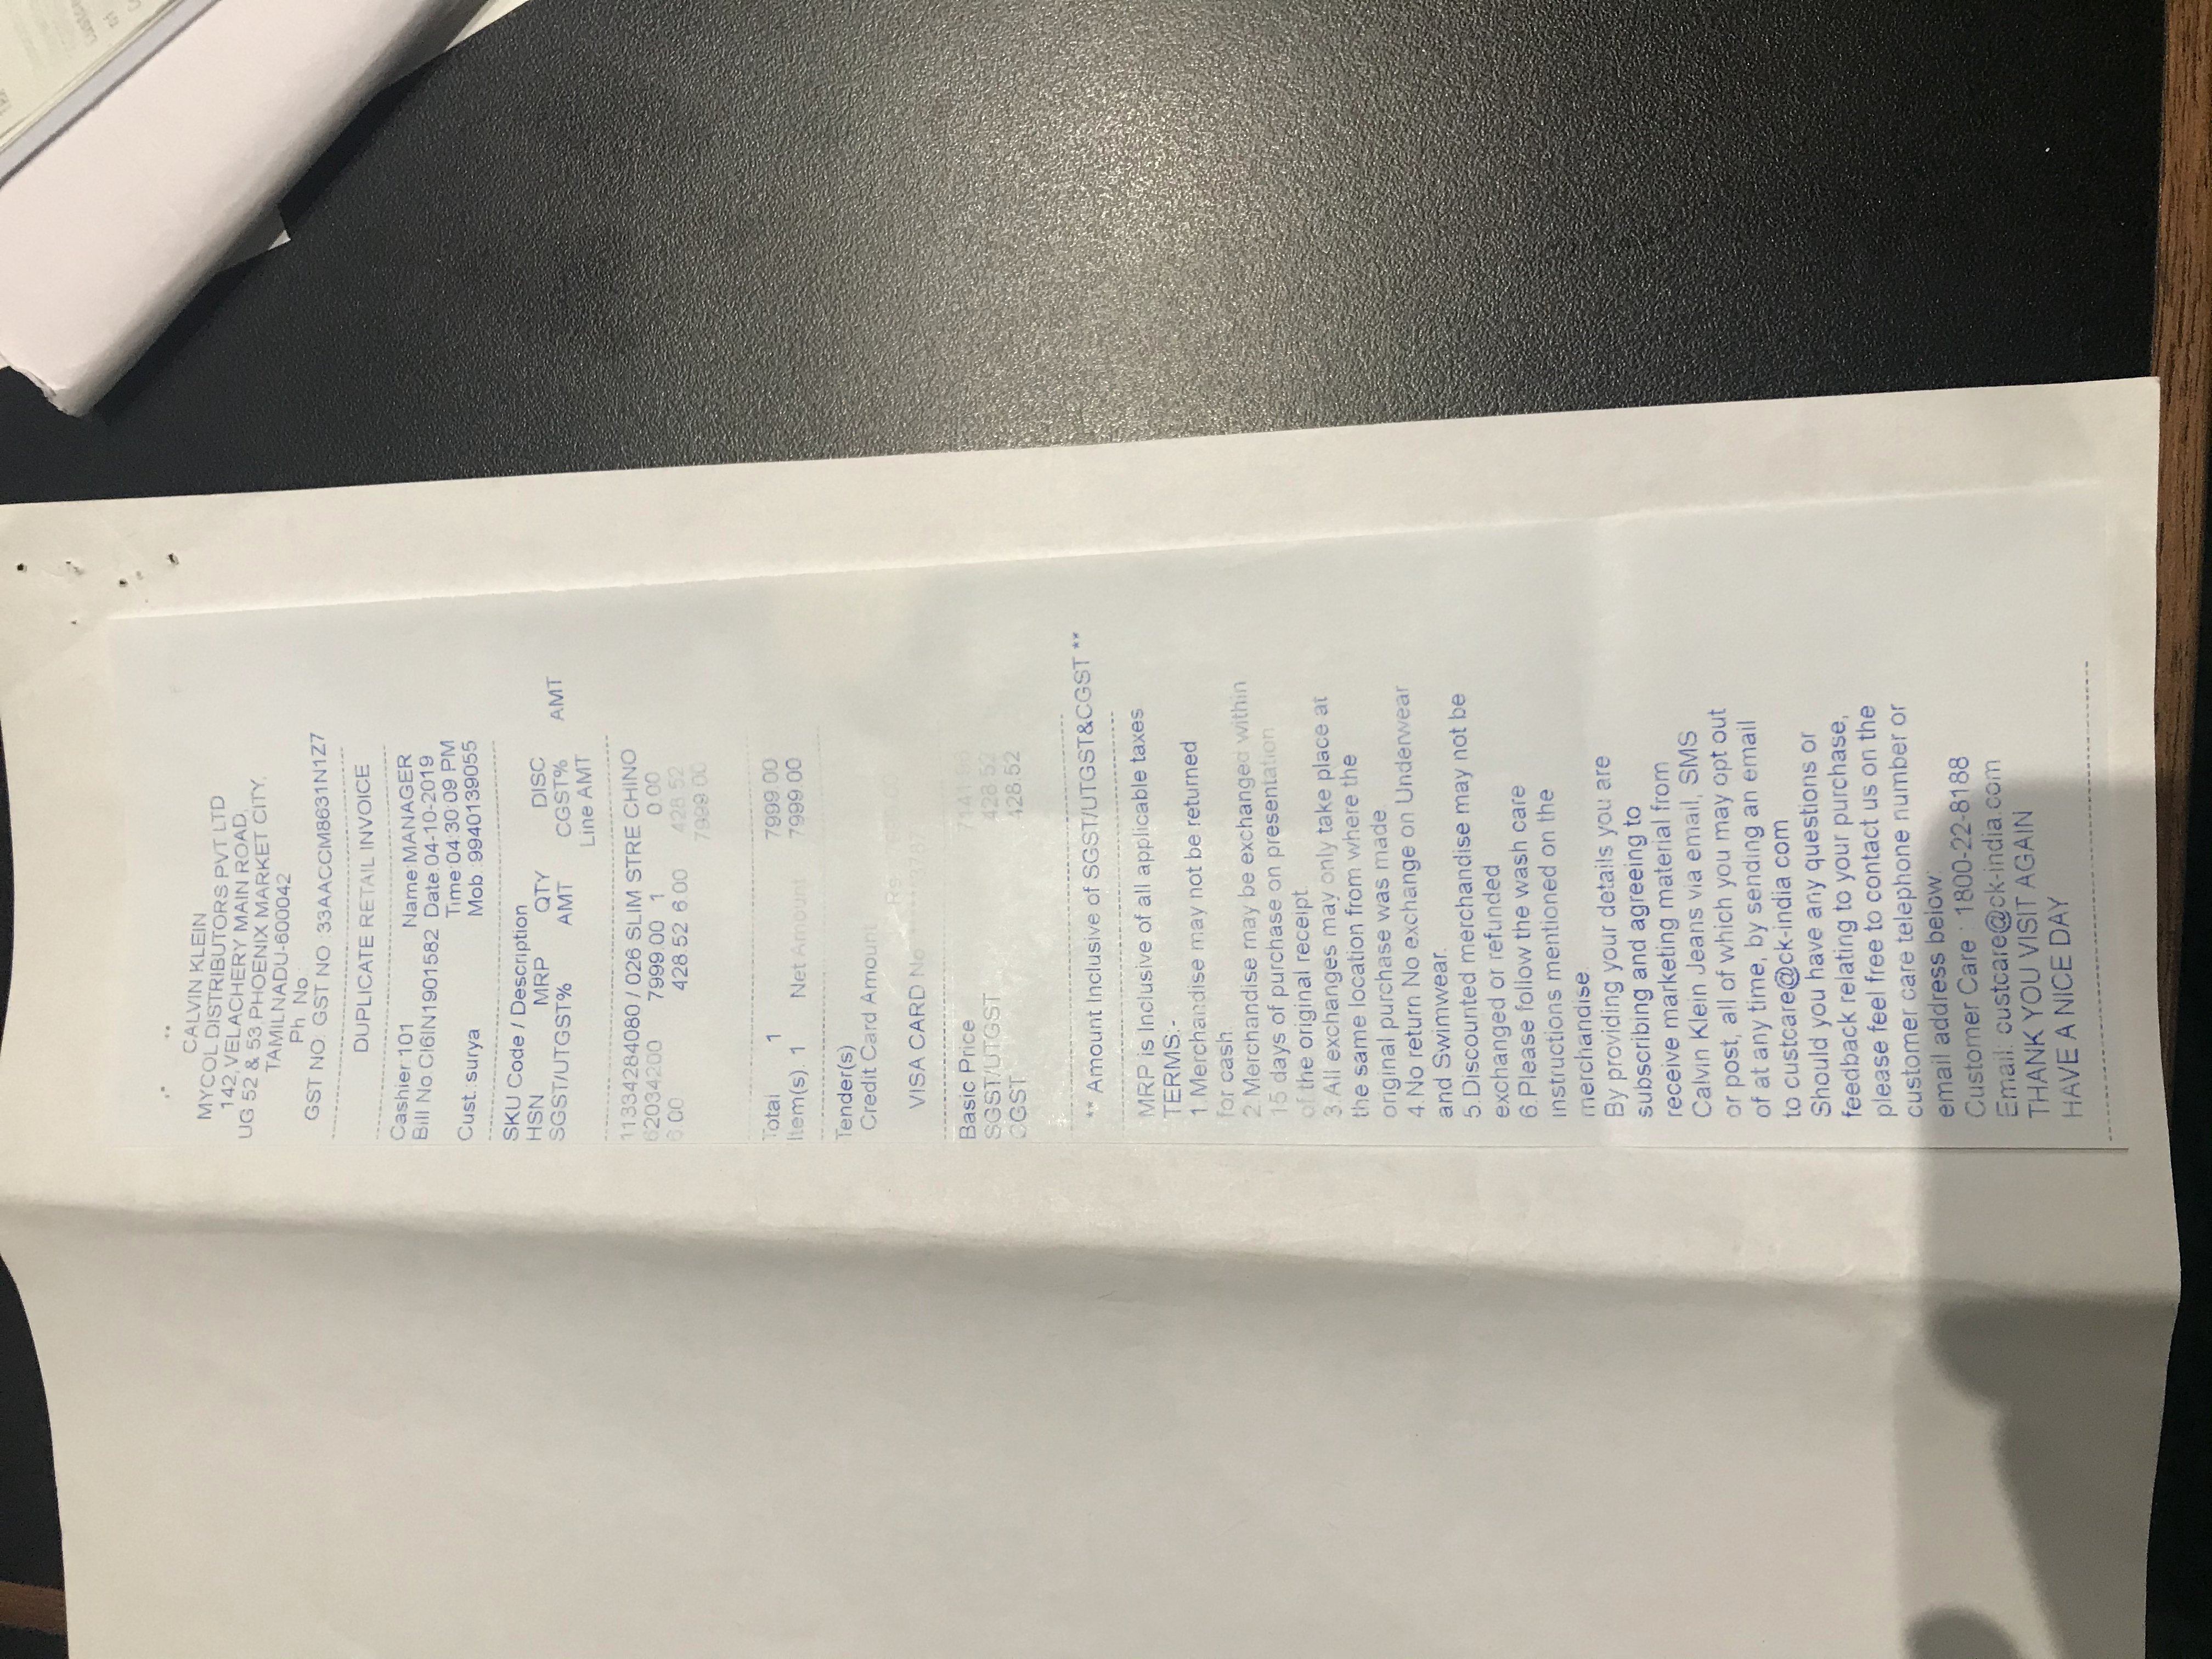 CALVIN KLEIN
MYCOL DISTRIBUTORS PVT LTD
142,VELACHERY MAIN ROAD,
UG 52 & 53,PHOENIX MARKET CITY,
TAMILNADU-600042
Ph. No.:
GST NO: GST NO :33AACCM8631N1Z7
DUPLICATE RETAIL INVOICE
Cashier:101 Name:MANAGER
Bill No:CI6IN1901582 Date:04-10-2019
Time:04:30:09 PM
Cust.:surya Mob.:9940139055
SKU Code / Description
HSN MRP QTY DISC
SGST/UTGST% AMT CGST% AMT
Line AMT
11334284080 / 026 SLIM STRE CHINO
62034200 7999.00 1 0.00
6.00 428.52 6.00 428.52
7999.00
Total 1 7999.00
Item(s). 1 Net Amount 7999.00
Tender(s)
Credit Card Amount
Rs. 7999.00
VISA CARD No ******3787
Basic Price 7141.96
SGST/UTGST 428.52
CGST 428.52
** Amount Inclusive of SGST/UTGST&CGST **
MRP is Inclusive of all applicable taxes
TERMS:-
1.Merchandise may not be returned
for cash.
2.Merchandise may be exchanged within
15 days of purchase on presentation
of the original receipt.
3.All exchanges may only take place at
the same location from where the
original purchase was made.
4.No return No exchange on Underwear
and Swimwear.
5.Discounted merchandise may not be
exchanged or refunded
6.Please follow the wash care
instructions mentioned on the
merchandise.
By providing your details you are
subscribing and agreeing to
receive marketing material from
Calvin Klein Jeans via email, SMS
or post, all of which you may opt out
of at any time, by sending an email
to custcare@ck-india.com
Should you have any questions or
feedback relating to your purchase,
please feel free to contact us on the
customer care telephone number or
email address below:
Customer Care : 1800-22-8188
Email: custcare@ck-india.com
THANK YOU VISIT AGAIN
HAVE A NICE DAY